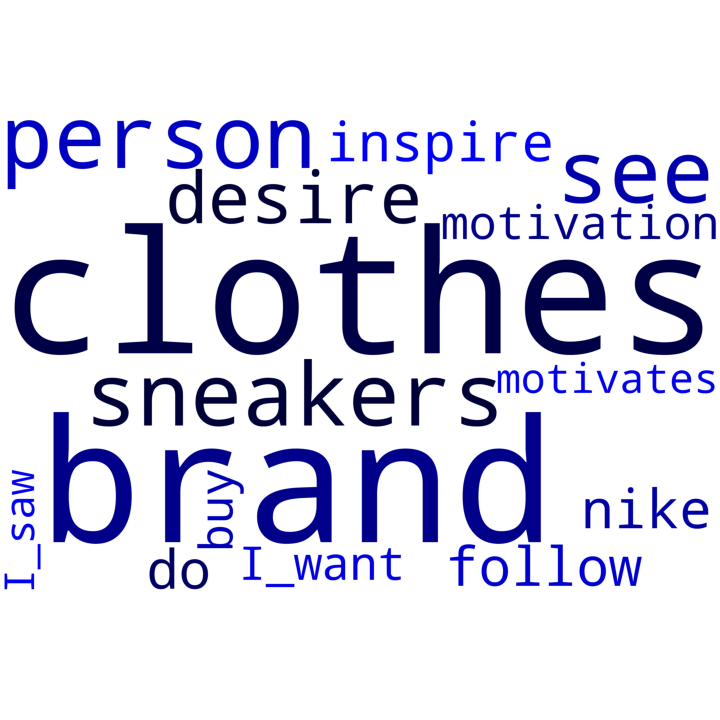 person inspire see
desire motivation
clothes
sneakers motivates
brand
I_saw
buy
nike
do I_want follow